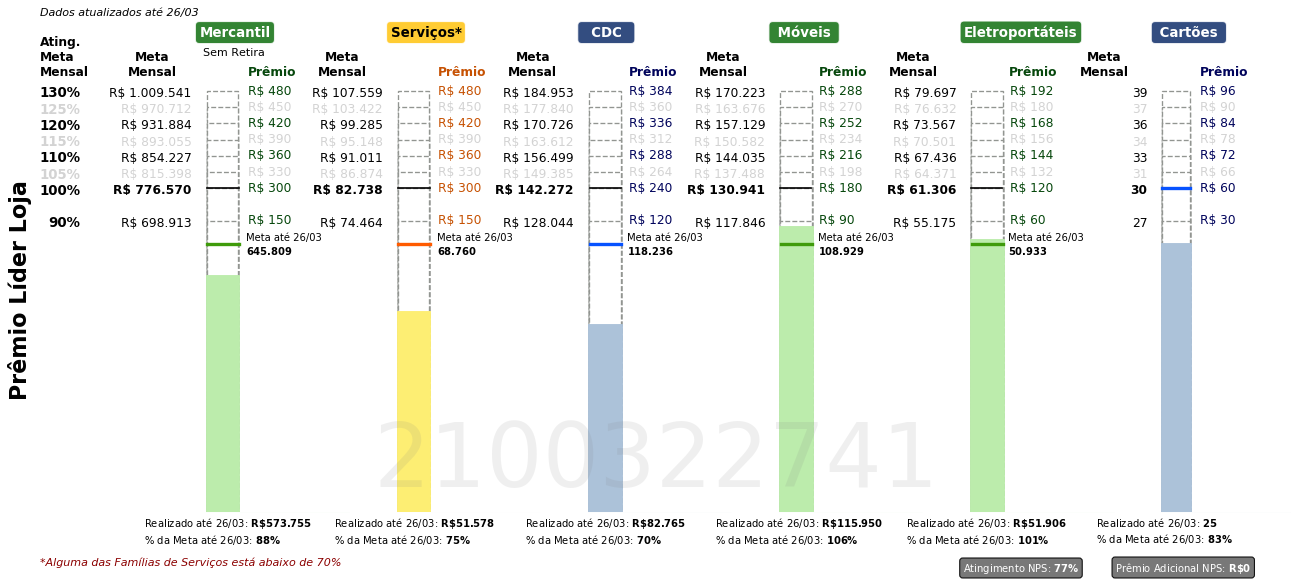 Dados atualizados até 26/03
Mercantil Serviços* CDC Móveis Eletroportáteis Cartões
Sem Retira
Ating. Meta Mensal
Meta Mensal Prêmio Meta Mensal Prêmio Meta Mensal Prêmio Meta Mensal Prêmio Meta Mensal Prêmio Meta Mensal Prêmio
130% R$ 1.009.541 R$ 480 R$ 107.559 R$ 480 R$ 184.953 R$ 384 R$ 170.223 R$ 288 R$ 79.697 R$ 192 39 R$ 96
125% R$ 970.712 R$ 450 R$ 103.422 R$ 450 R$ 177.840 R$ 360 R$ 163.676 R$ 270 R$ 76.632 R$ 180 37 R$ 90
120% R$ 931.884 R$ 420 R$ 99.285 R$ 420 R$ 170.726 R$ 336 R$ 157.129 R$ 252 R$ 73.567 R$ 168 36 R$ 84
115% R$ 893.055 R$ 390 R$ 95.148 R$ 390 R$ 163.612 R$ 312 R$ 150.582 R$ 234 R$ 70.501 R$ 156 34 R$ 78
110% R$ 854.227 R$ 360 R$ 91.011 R$ 360 R$ 156.499 R$ 288 R$ 144.035 R$ 216 R$ 67.436 R$ 144 33 R$ 72
105% R$ 815.398 R$ 330 R$ 86.874 R$ 330 R$ 149.385 R$ 264 R$ 137.488 R$ 198 R$ 64.371 R$ 132 31 R$ 66
100% R$ 776.570 R$ 300 R$ 82.738 R$ 300 R$ 142.272 R$ 240 R$ 130.941 R$ 180 R$ 61.306 R$ 120 30 R$ 60
90% R$ 698.913 R$ 150 R$ 74.464 R$ 150 R$ 128.044 R$ 120 R$ 117.846 R$ 90 R$ 55.175 R$ 60 27 R$ 30
Meta até 26/03 Meta até 26/03 Meta até 26/03 Meta até 26/03 Meta até 26/03
645.809 68.760 118.236 108.929 50.933
Prêmio Líder Loja
2100322741
Realizado até 26/03: R$573.755 Realizado até 26/03: R$51.578 Realizado até 26/03: R$82.765 Realizado até 26/03: R$115.950 Realizado até 26/03: R$51.906 Realizado até 26/03: 25
% da Meta até 26/03: 88% % da Meta até 26/03: 75% % da Meta até 26/03: 70% % da Meta até 26/03: 106% % da Meta até 26/03: 101% % da Meta até 26/03: 83%
*Alguma das Famílias de Serviços está abaixo de 70%
Atingimento NPS: 77% Prêmio Adicional NPS: R$0